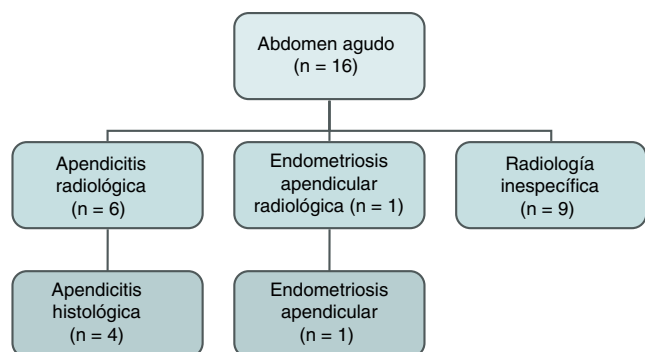 Abdomen agudo
(n = 16)
Apendicitis
radiológica
(n = 6)
Endometriosis
apendicular
radiológica (n = 1)
Radiología
inespecífica
(n = 9)
Apendicitis
histológica
(n = 4)
Endometriosis
apendicular
(n = 1)